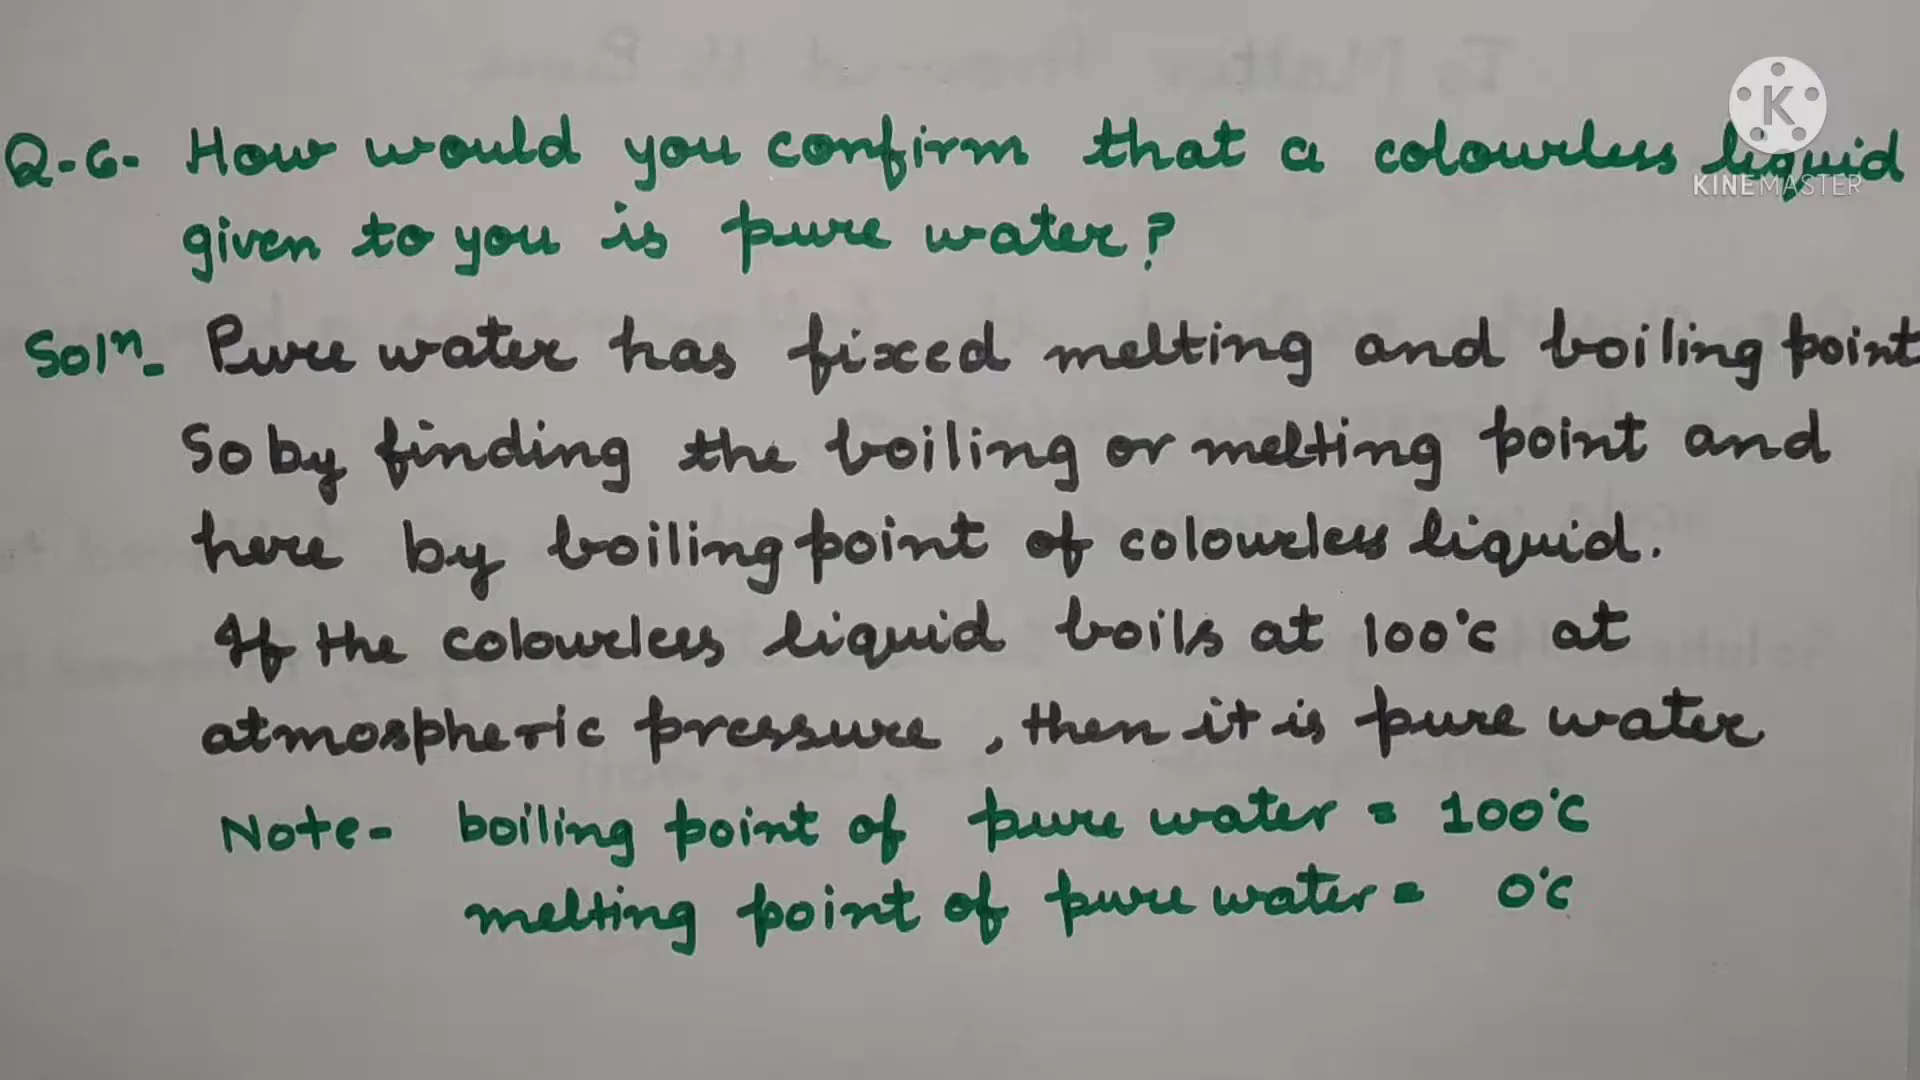 Q-6- How would you confirm that a colourless liquid
given to you is pure water?
Solⁿ- Pure water has fixed melting and boiling point
So by finding the boiling or melting point and
here by boiling point of colourless liquid.
If the colourless liquid boils at 100°c at
atmospheric pressure, then it is pure water
Note- boiling point of pure water = 100°c
melting point of pure water = 0°c
K
KINEMASTER